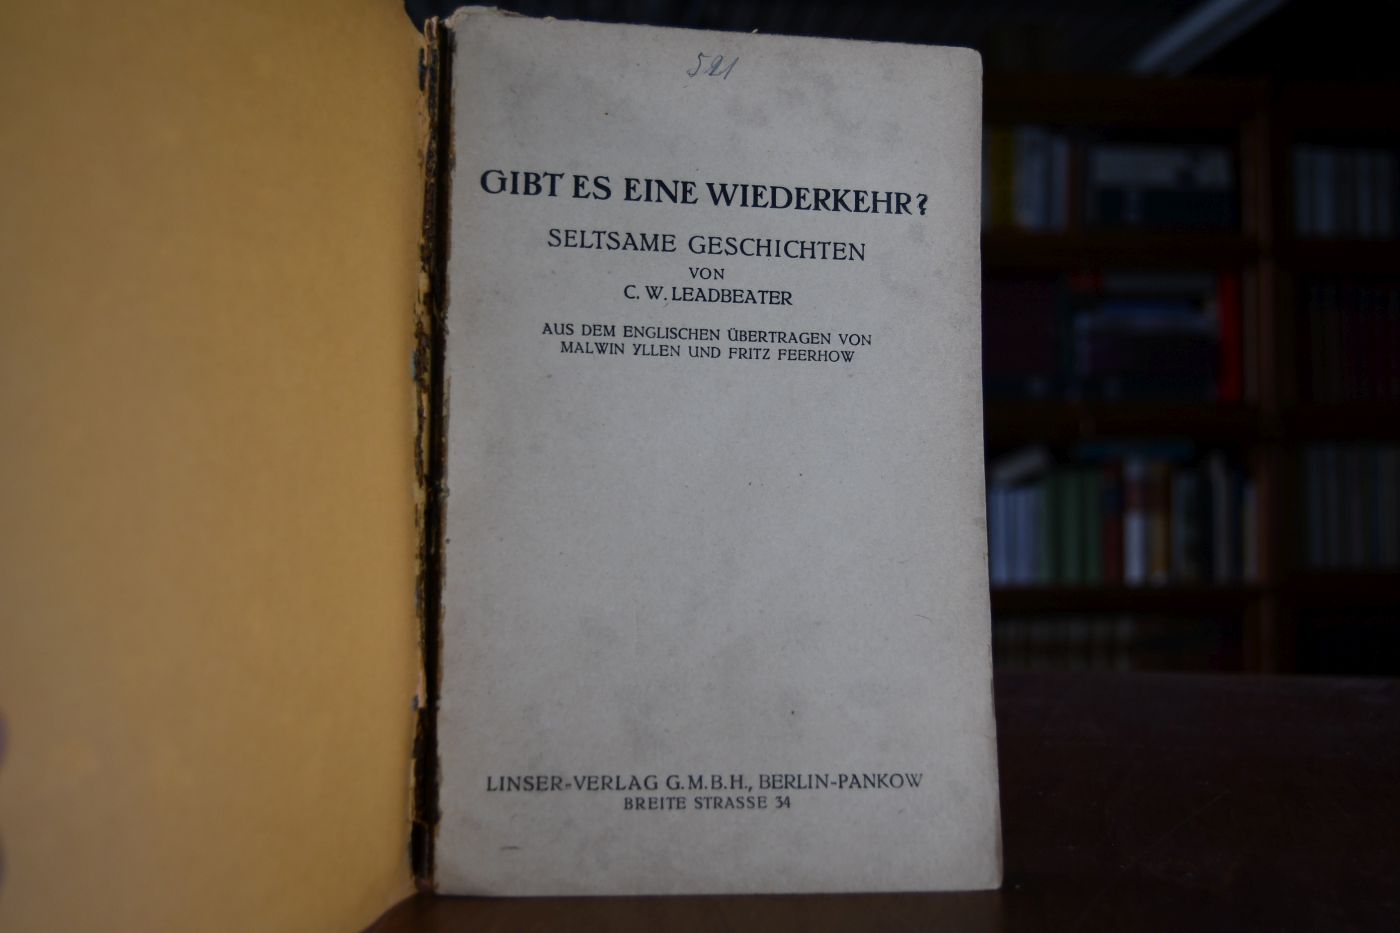 521
GIBT ES EINE WIEDERKEHR?
SELTSAME GESCHICHTEN
VON
C. W. LEADBEATER
AUS DEM ENGLISCHEN ÜBERTRAGEN VON
MALWIN YLLEN UND FRITZ FEERHOW
LINSER-VERLAG G.M.B.H., BERLIN-PANKOW
BREITE STRASSE 34